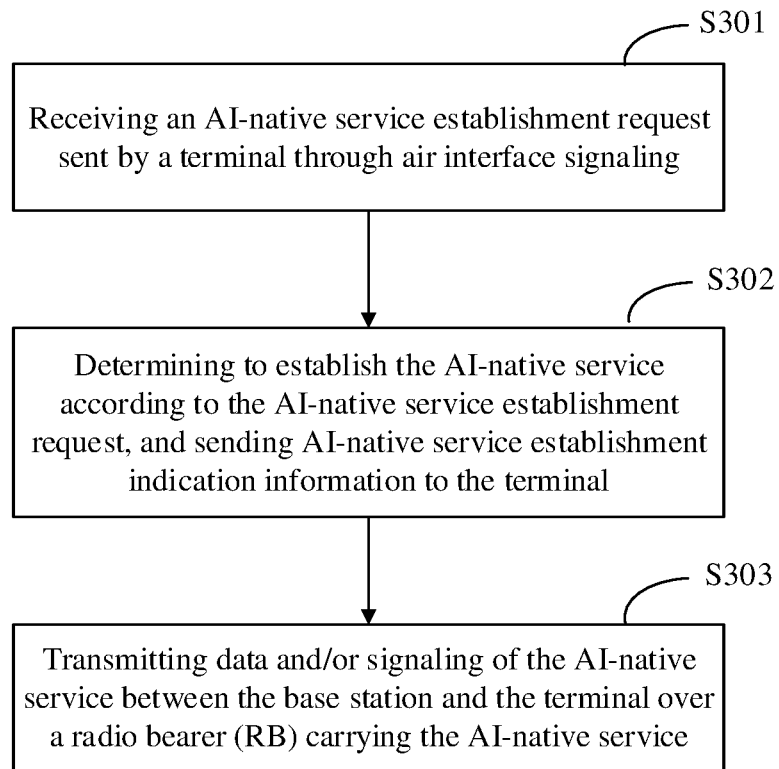 S301
Receiving an AI-native service establishment request
sent by a terminal through air interface signaling
S302
Determining to establish the AI-native service
according to the AI-native service establishment
request, and sending AI-native service establishment
indication information to the terminal
S303
Transmitting data and/or signaling of the AI-native
service between the base station and the terminal over
a radio bearer (RB) carrying the AI-native service